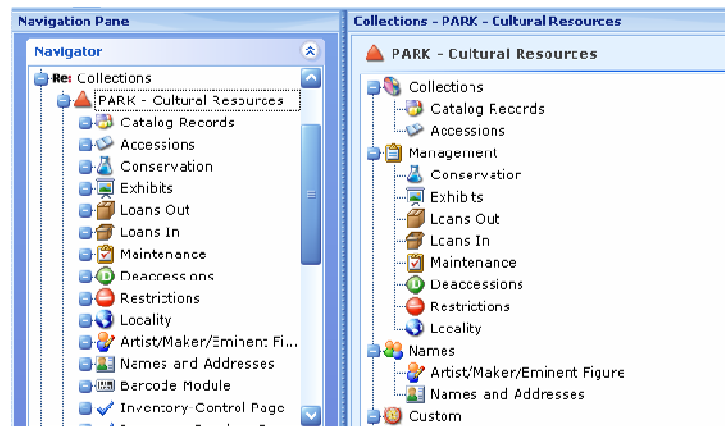 Navigation Pane
Navigator
Re: Collections
PARK - Cultural Resources
Catalog Records
Accessions
Conservation
Exhibits
Loans Out
Loans In
Maintenance
Deaccessions
Restrictions
Locality
Artist/Maker/Eminent Fi...
Names and Addresses
Barcode Module
Inventory-Control Page
Collections - PARK - Cultural Resources
PARK - Cultural Resources
Collections
Catalog Records
Accessions
Management
Conservation
Exhibits
Loans Out
Loans In
Maintenance
Deaccessions
Restrictions
Locality
Names
Artist/Maker/Eminent Figure
Names and Addresses
Custom